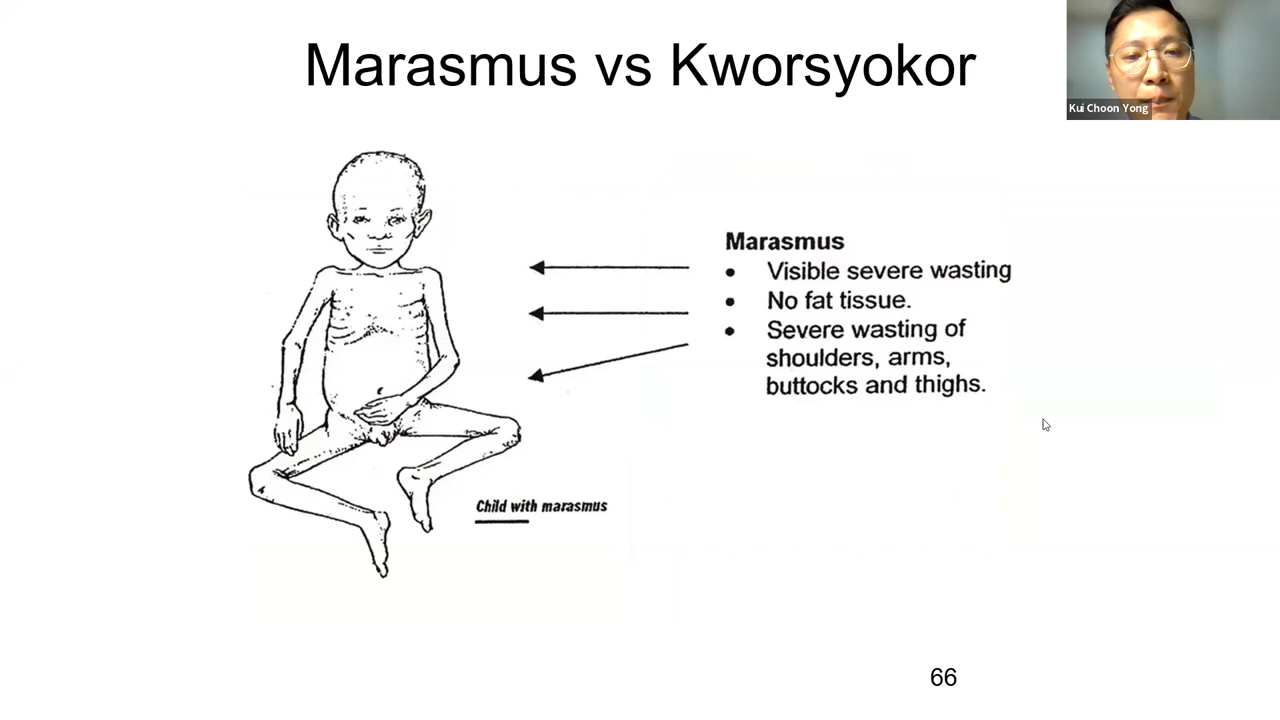 Marasmus vs Kworsyokor
Kui Choon Yong
Marasmus
• Visible severe wasting
• No fat tissue.
• Severe wasting of
shoulders, arms,
buttocks and thighs.
Child with marasmus
66